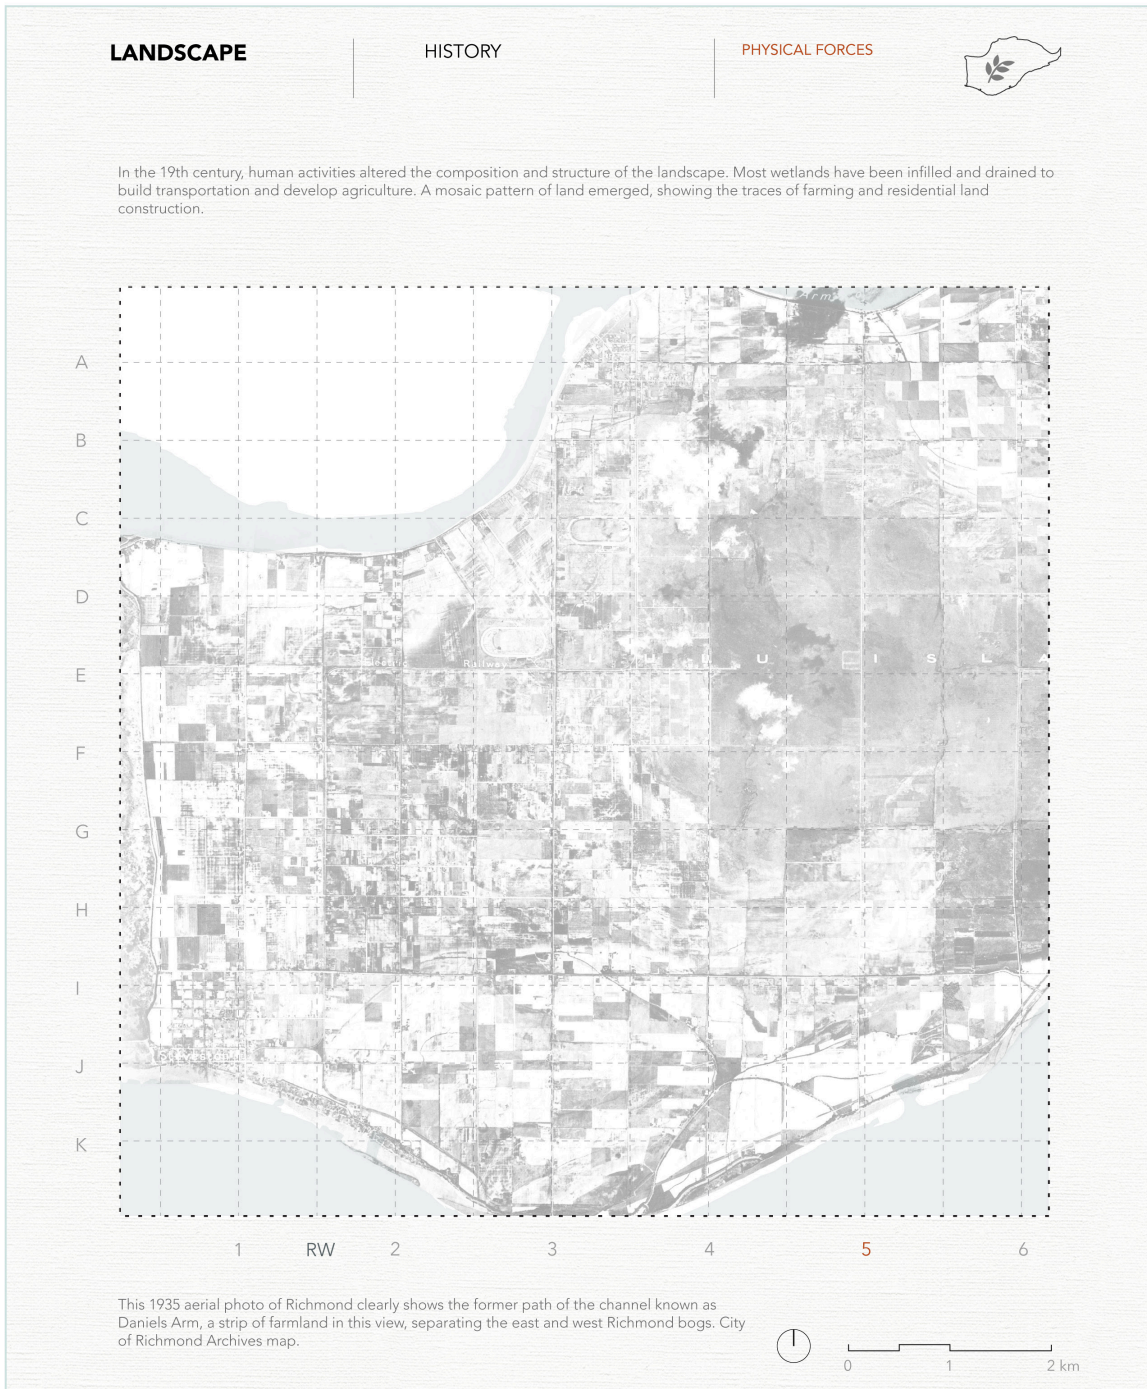 LANDSCAPE
HISTORY
PHYSICAL FORCES
In the 19th century, human activities altered the composition and structure of the landscape. Most wetlands have been infilled and drained to
build transportation and develop agriculture. A mosaic pattern of land emerged, showing the traces of farming and residential land
construction.
Arm
A
B
C
D
E
F
G
H
I
J
K
Railway
U I S L A
1 RW 2 3 4 5 6
This 1935 aerial photo of Richmond clearly shows the former path of the channel known as
Daniels Arm, a strip of farmland in this view, separating the east and west Richmond bogs. City
of Richmond Archives map.
0 1 2 km